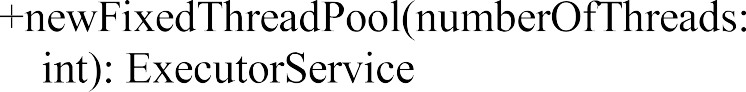 +newFixedThreadPool(numberOfThreads:
int): ExecutorService